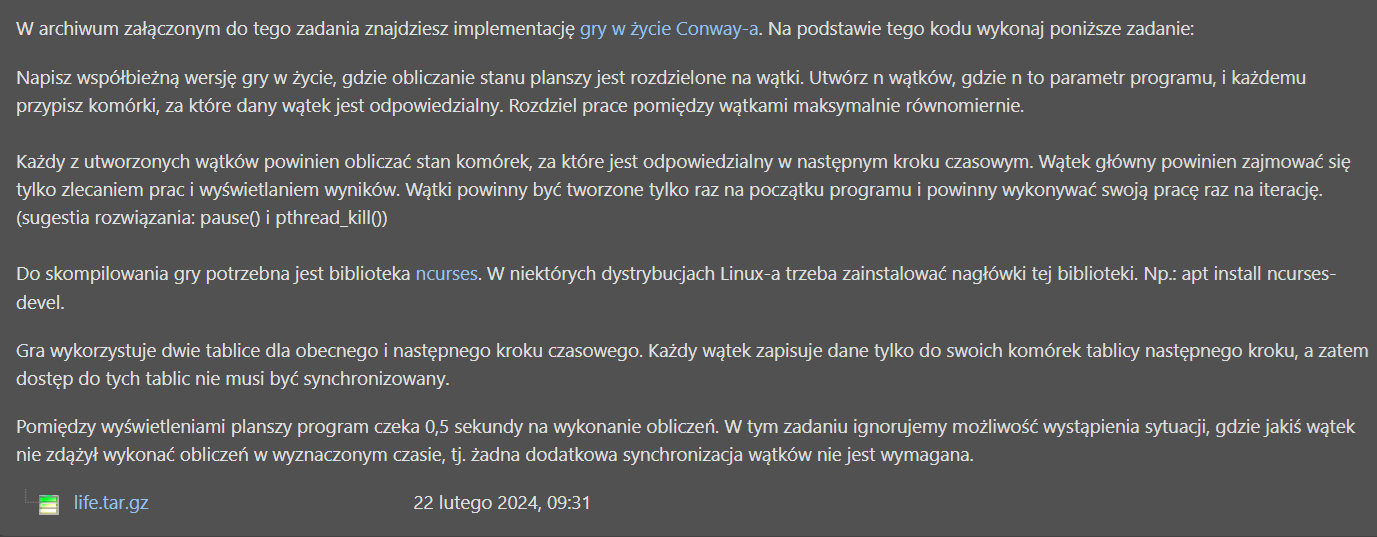 W archiwum załączonym do tego zadania znajdziesz implementację gry w życie Conway-a. Na podstawie tego kodu wykonaj poniższe zadanie:
Napisz współbieżną wersję gry w życie, gdzie obliczanie stanu planszy jest rozdzielone na wątki. Utwórz n wątków, gdzie n to parametr programu, i każdemu
przypisz komórki, za które dany wątek jest odpowiedzialny. Rozdziel prace pomiędzy wątkami maksymalnie równomiernie.
Każdy z utworzonych wątków powinien obliczać stan komórek, za które jest odpowiedzialny w następnym kroku czasowym. Wątek główny powinien zajmować się
tylko zlecaniem prac i wyświetlaniem wyników. Wątki powinny być tworzone tylko raz na początku programu i powinny wykonywać swoją pracę raz na iterację.
(sugestia rozwiązania: pause() i pthread_kill())
Do skompilowania gry potrzebna jest biblioteka ncurses. W niektórych dystrybucjach Linux-a trzeba zainstalować nagłówki tej biblioteki. Np.: apt install ncurses-
devel.
Gra wykorzystuje dwie tablice dla obecnego i następnego kroku czasowego. Każdy wątek zapisuje dane tylko do swoich komórek tablicy następnego kroku, a zatem
dostęp do tych tablic nie musi być synchronizowany.
Pomiędzy wyświetleniami planszy program czeka 0,5 sekundy na wykonanie obliczeń. W tym zadaniu ignorujemy możliwość wystąpienia sytuacji, gdzie jakiś wątek
nie zdążył wykonać obliczeń w wyznaczonym czasie, tj. żadna dodatkowa synchronizacja wątków nie jest wymagana.
life.tar.gz 22 lutego 2024, 09:31